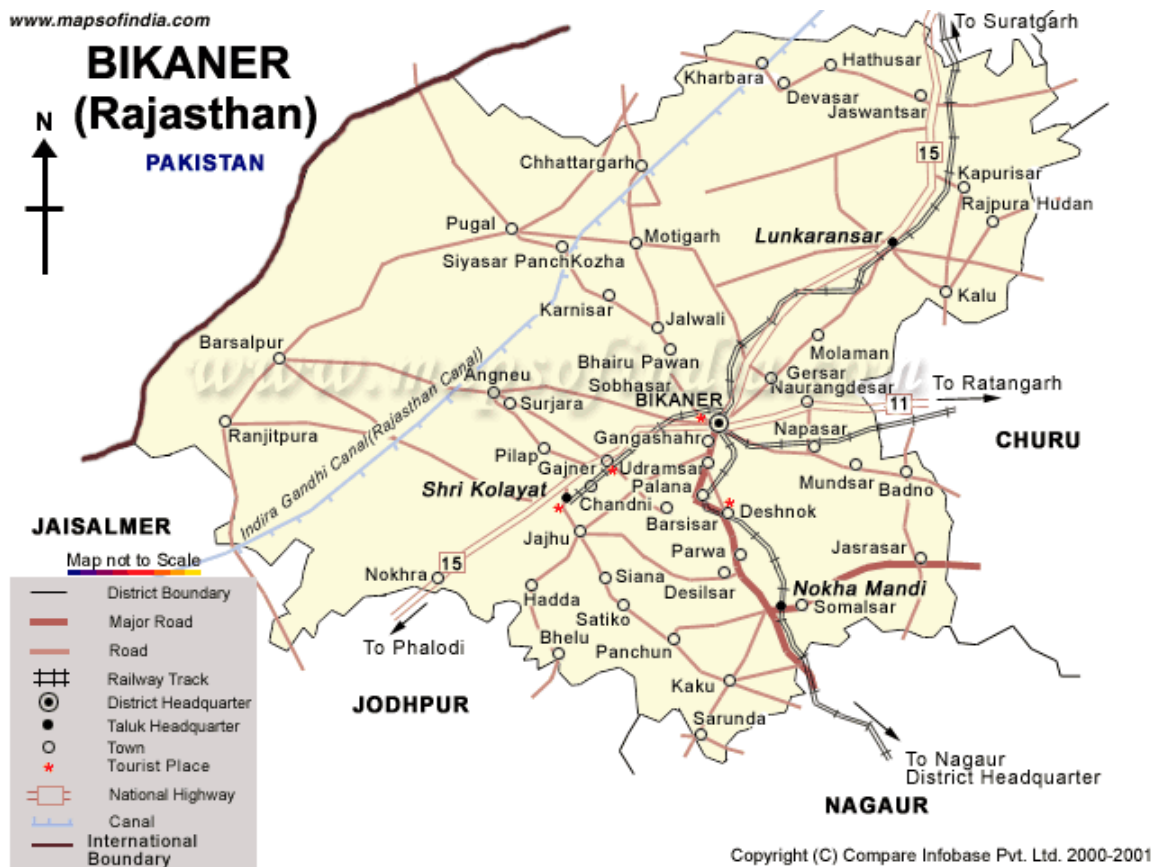 www.mapsofindia.com
BIKANER
(Rajasthan)
N
PAKISTAN
To Suratgarh
Kharbara
Hathusar
Devasar
Jaswantsar
15
Chhattargarh
Kapurisar
Rajpura Hudan
Pugal
Motigarh
Lunkaransar
Siyasar PanchKozha
Karnisar
Kalu
Jalwali
Barsalpur
Molaman
Bhairu Pawan
www.mapsofindia.com
Gersar
Angneu
Sobhasar
Naurangdesar
To Ratangarh
Surjara
BIKANER
11
Ranjitpura
Indira Gandhi Canal(Rajasthan Canal)
Gangashahr
Napasar
CHURU
Pilap
Gajner
Udramsar
Mundsar
Badno
Shri Kolayat
Chandni
Palana
Barsisar
Deshnok
JAISALMER
Jajhu
Map not to Scale
15
Parwa
Jasrasar
Nokhra
Siana
Desilsar
Nokha Mandi
Hadda
Satiko
Somalsar
To Phalodi
Bhelu
Panchun
JODHPUR
Kaku
Sarunda
To Nagaur
District Headquarter
NAGAUR
District Boundary
Major Road
Road
Railway Track
District Headquarter
Taluk Headquarter
Town
Tourist Place
National Highway
Canal
International
Boundary
Copyright (C) Compare Infobase Pvt. Ltd. 2000-2001